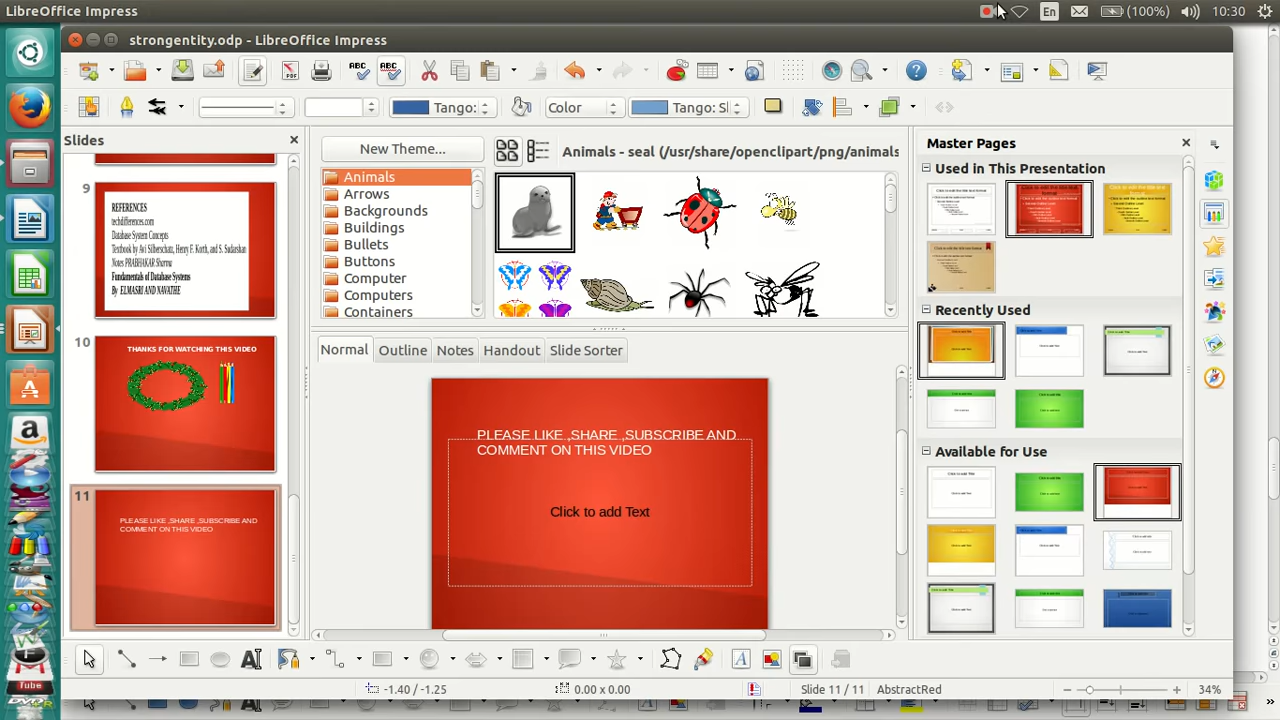 LibreOffice Impress
En
(100%)
10:30
strongentity.odp - LibreOffice Impress
Tango:
Color
Tango: Sl
Slides
New Theme...
Animals - seal (/usr/share/openclipart/png/animals
Master Pages
Used in This Presentation
Animals
Arrows
Backgrounds
Buildings
Bullets
Buttons
Computer
Computers
Containers
9
REFERENCES
techdifferences.com
Database System Concepts
Textbook by Avi Silberschatz, Henry F. Korth, and S. Sudarshan
Notes PRABHAKAR Sharma
Fundamentals of Database Systems
By ELMASRI AND NAVATHE
Recently Used
10
THANKS FOR WATCHING THIS VIDEO
Normal
Outline
Notes
Handout
Slide Sorter
PLEASE LIKE ,SHARE ,SUBSCRIBE AND
COMMENT ON THIS VIDEO
Click to add Text
Available for Use
11
PLEASE LIKE ,SHARE ,SUBSCRIBE AND
COMMENT ON THIS VIDEO
-1.40 / -1.25
0.00 x 0.00
Slide 11 / 11
AbstractRed
34%